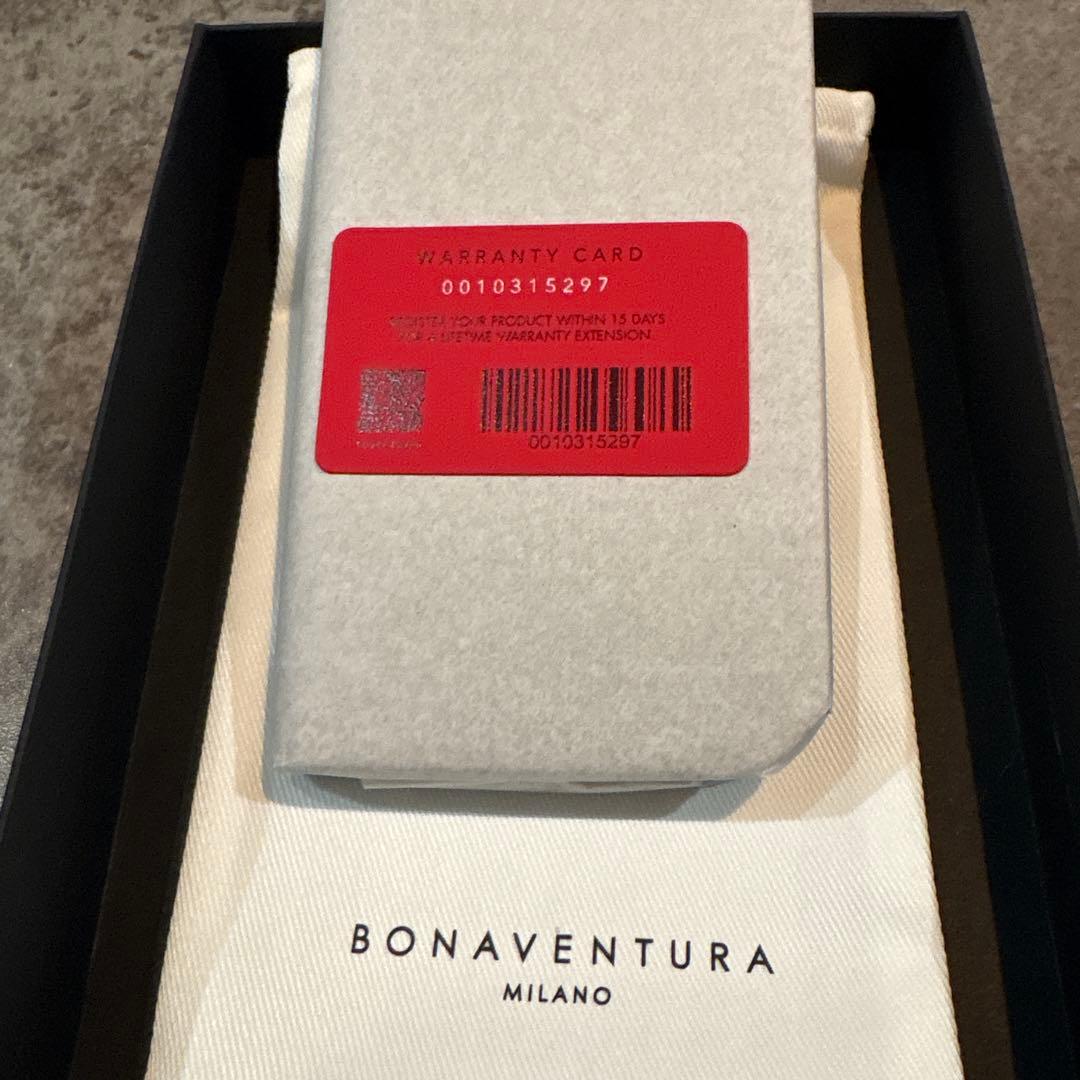 WARRANTY CARD
0010315297
REGISTER YOUR PRODUCT WITHIN 15 DAYS
FOR A LIFETIME WARRANTY EXTENSION.
0010315297
BONAVENTURA
MILANO